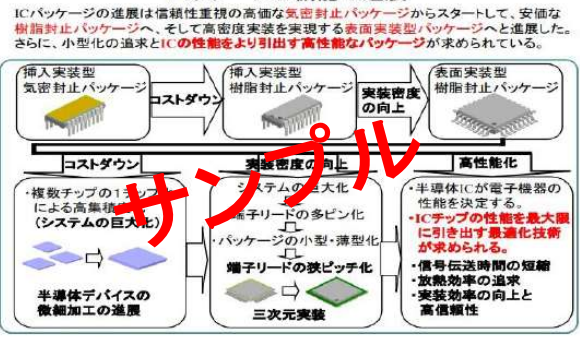 ICパッケージの進展は信頼性重視の高価な気密封止パッケージからスタートして、安価な
樹脂封止パッケージへ、そして高密度実装を実現する表面実装型パッケージへと進展した。
さらに、小型化の追求とICの性能をより引出す高性能なパッケージが求められている。
挿入実装型
気密封止パッケージ
コストダウン
挿入実装型
樹脂封止パッケージ
実装密度
の向上
表面実装型
樹脂封止パッケージ
コストダウン
実装密度の向上
高性能化
・複数チップの1チップ
による高集積
(システムの巨大化)
半導体デバイスの
微細加工の進展
システムの巨大化
端子リードの多ピン化
・パッケージの小型・薄型化
端子リードの狭ピッチ化
三次元実装
・半導体ICが電子機器の
性能を決定する。
・ICチップの性能を最大限
に引き出す最適化技術
が求められる。
・信号伝送時間の短縮
・放熱効率の追求
・実装効率の向上と
高信頼性
サンプル